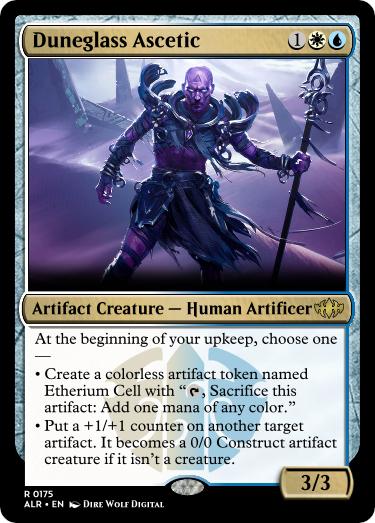 Duneglass Ascetic 1
Artifact Creature — Human Artificer
At the beginning of your upkeep, choose one
—
• Create a colorless artifact token named
Etherium Cell with “, Sacrifice this
artifact: Add one mana of any color.”
• Put a +1/+1 counter on another target
artifact. It becomes a 0/0 Construct artifact
creature if it isn't a creature.
3/3
R 0175
ALR • EN Dire Wolf Digital